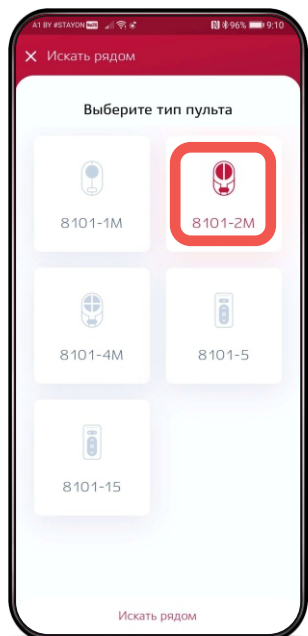 A1 BY #STAYON VoLTE 96% 9:10
× Искать рядом
Выберите тип пульта
8101-1M
8101-2M
8101-4M
8101-5
8101-15
Искать рядом